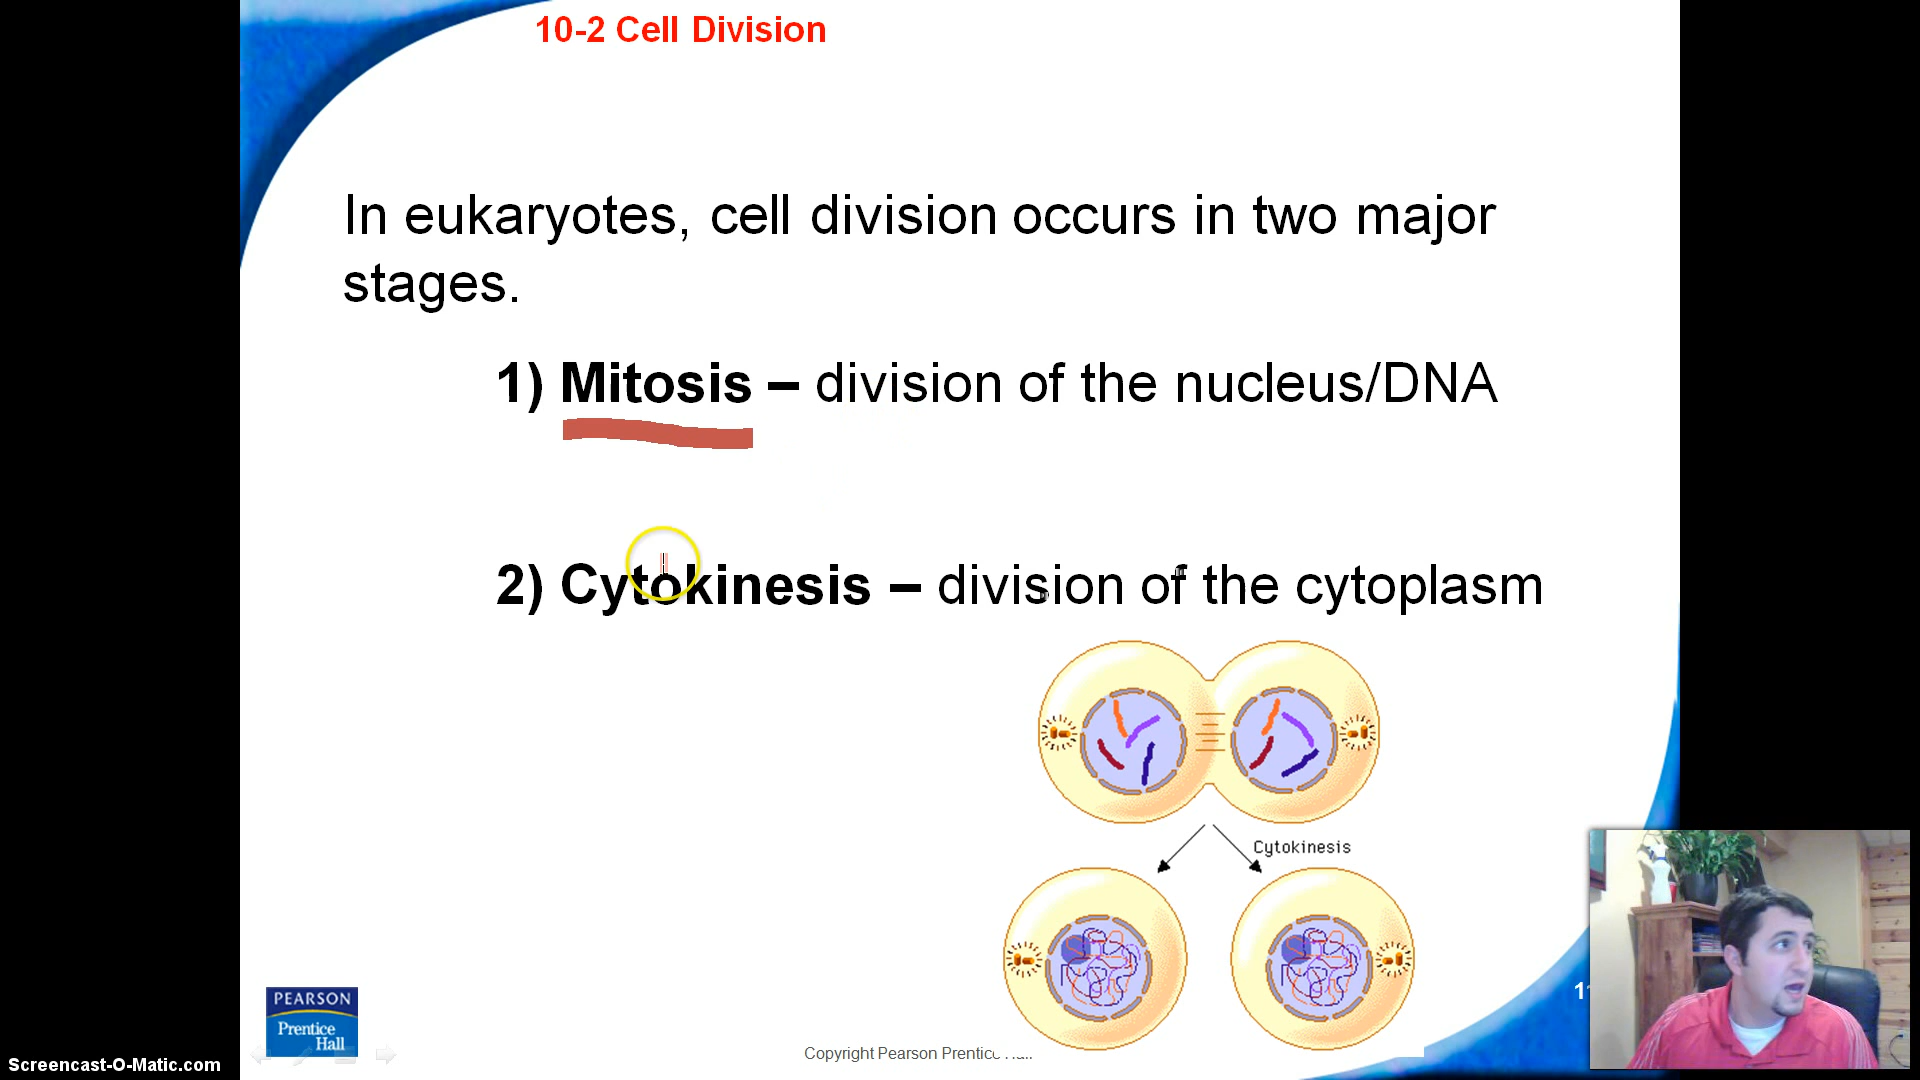 10-2 Cell Division
In eukaryotes, cell division occurs in two major
stages.
1) Mitosis – division of the nucleus/DNA
2) Cytokinesis – division of the cytoplasm
Cytokinesis
PEARSON
Prentice
Hall
Copyright Pearson Prentice
Screencast-O-Matic.com